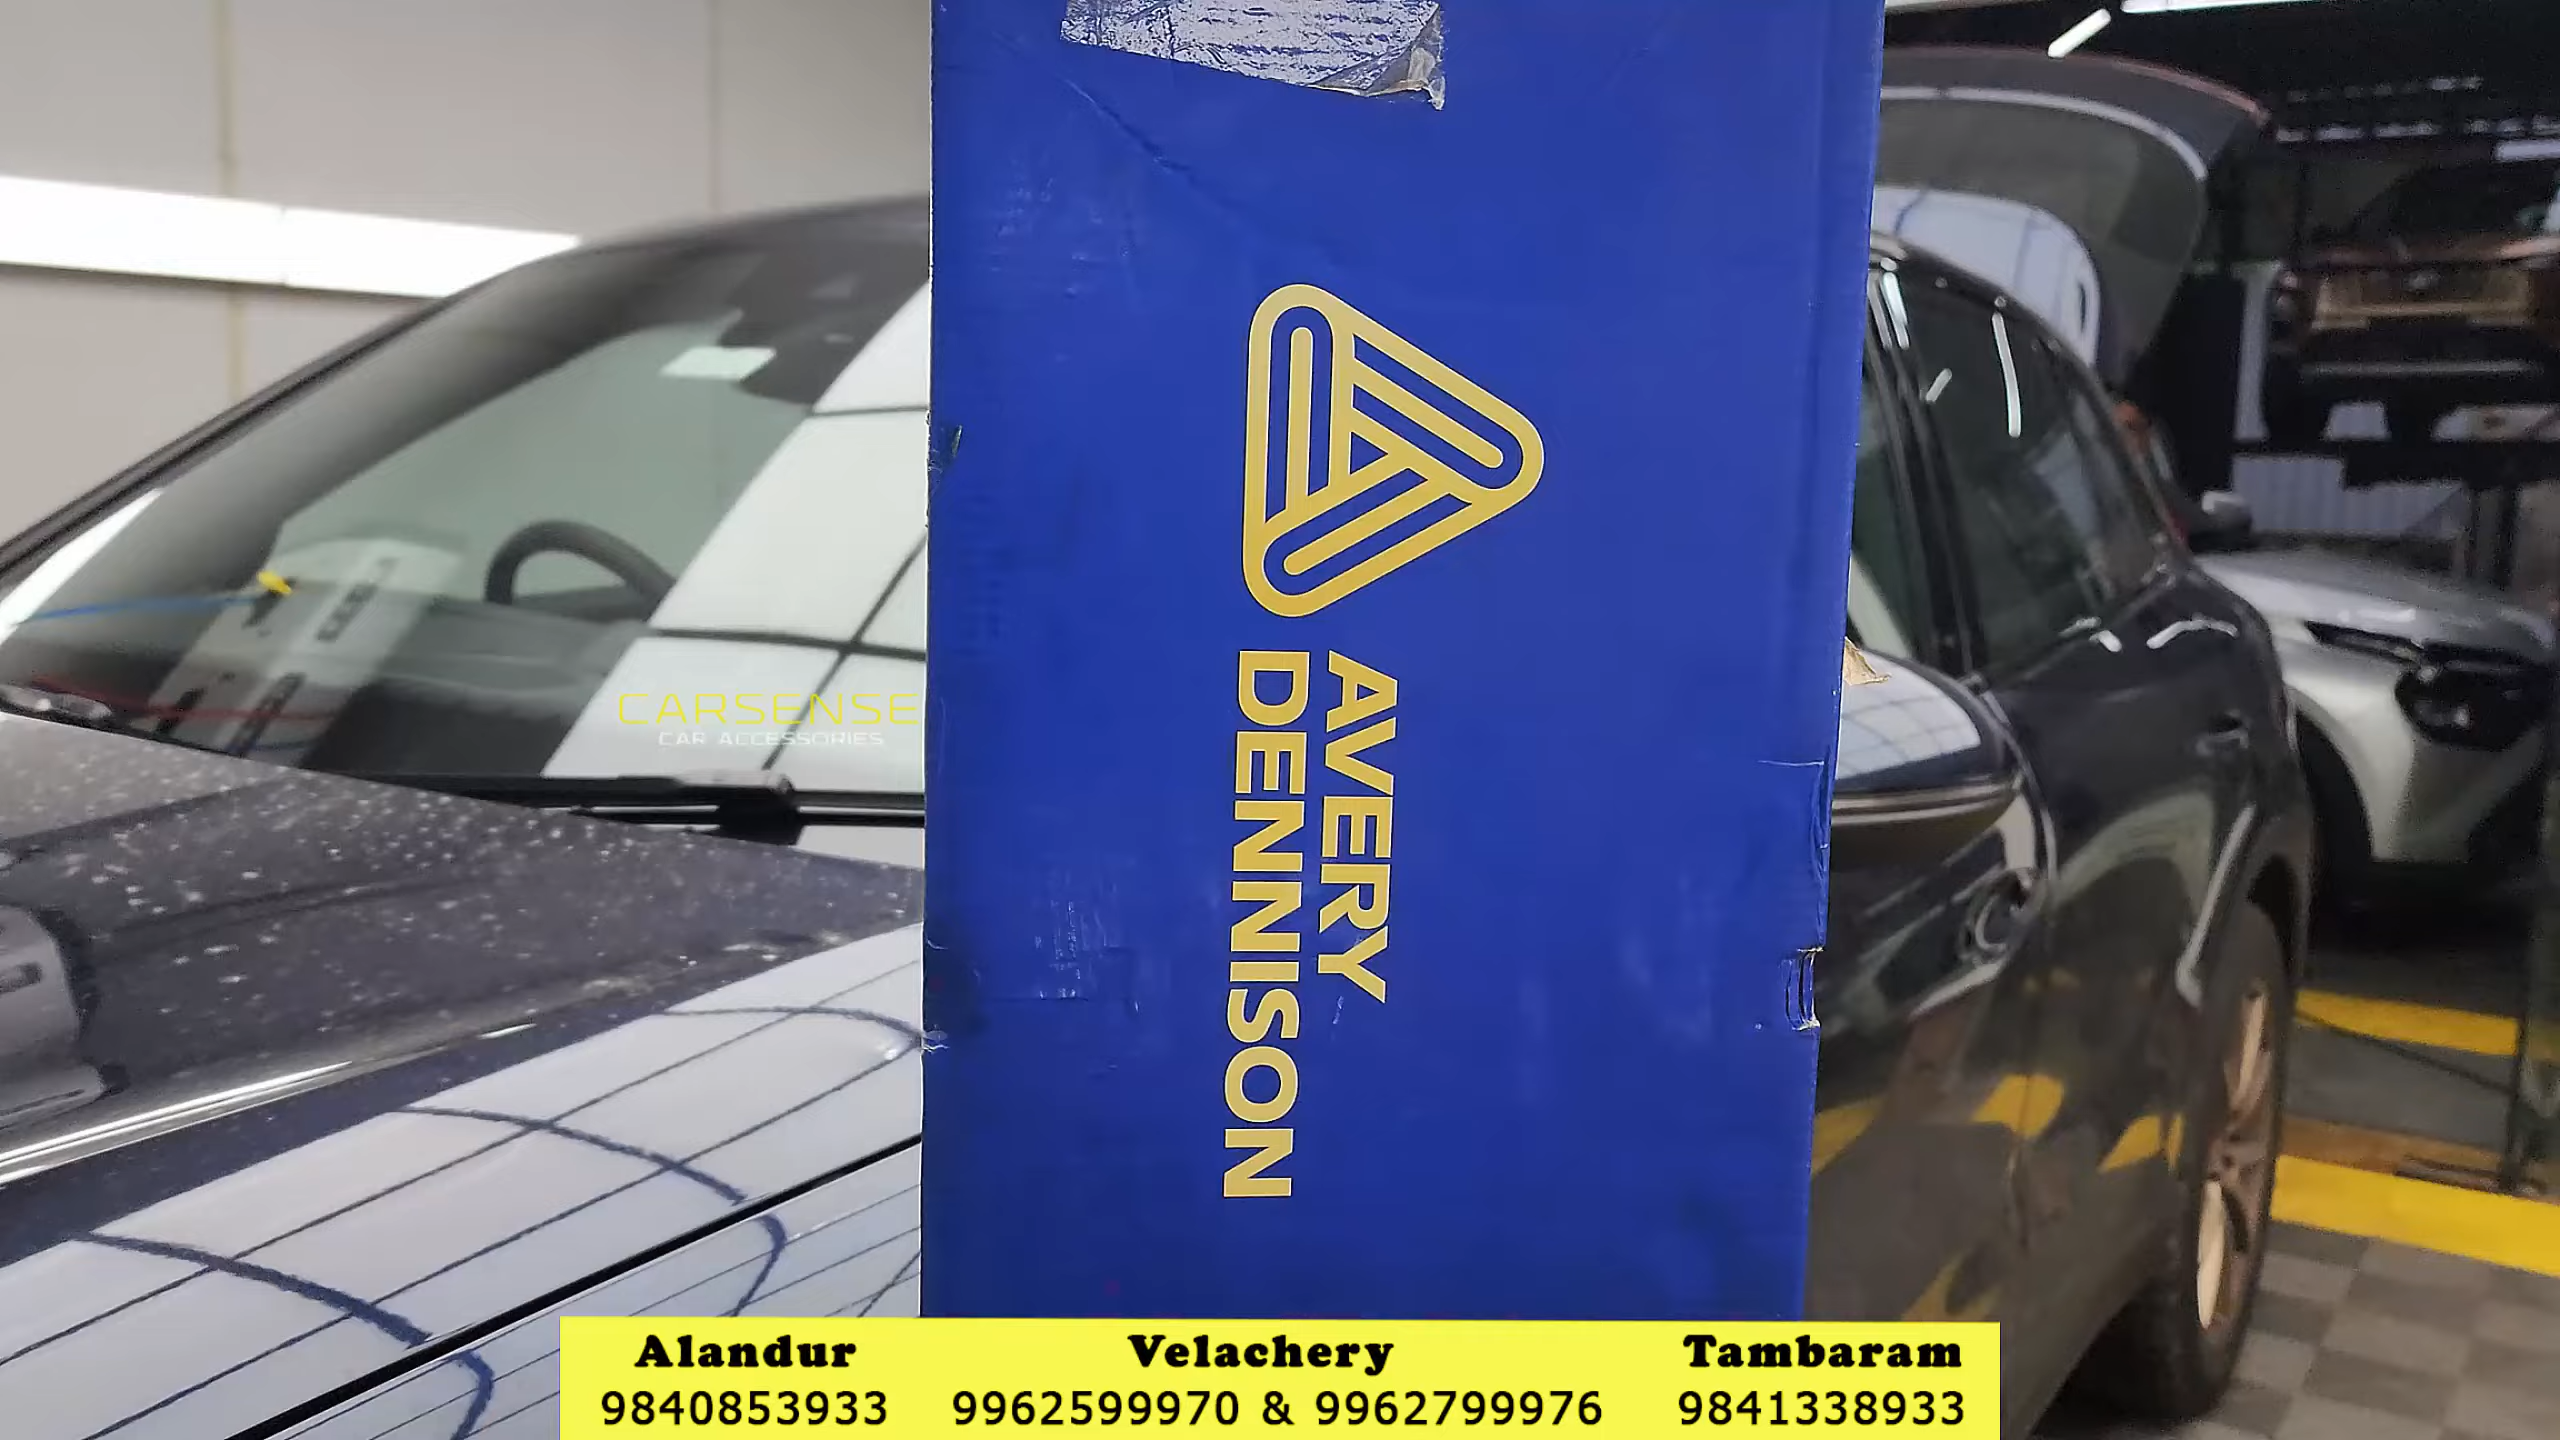 AVERY
DENNISON
CARSENSE
CAR ACCESSORIES
Alandur
9840853933
Velachery
9962599970 & 9962799976
Tambaram
9841338933